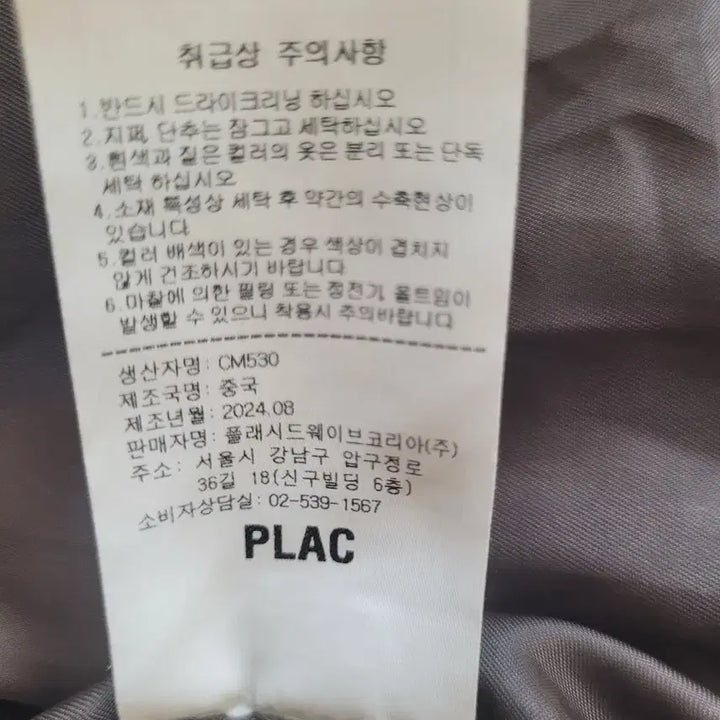 취급상 주의사항
1.반드시 드라이크리닝 하십시오
2.지퍼, 단추는 잠그고 세탁하십시오
3.흰색과 짙은 컬러의 옷은 분리 또는 단독
세탁 하십시오
4.소재 특성상 세탁 후 약간의 수축현상이
있습니다
5.컬러 배색이 있는 경우 색상이 겹치지
않게 건조하시기 바랍니다
6.마찰에 의한 필링 또는 정전기, 올트임이
발생할 수 있으니 착용시 주의바랍니다
생산자명: CM530
제조국명: 중국
제조년월: 2024.08
판매자명: 플래시드웨이브코리아(주)
주소: 서울시 강남구 압구정로
36길 18(신구빌딩 6층)
소비자상담실: 02-539-1567
PLAC